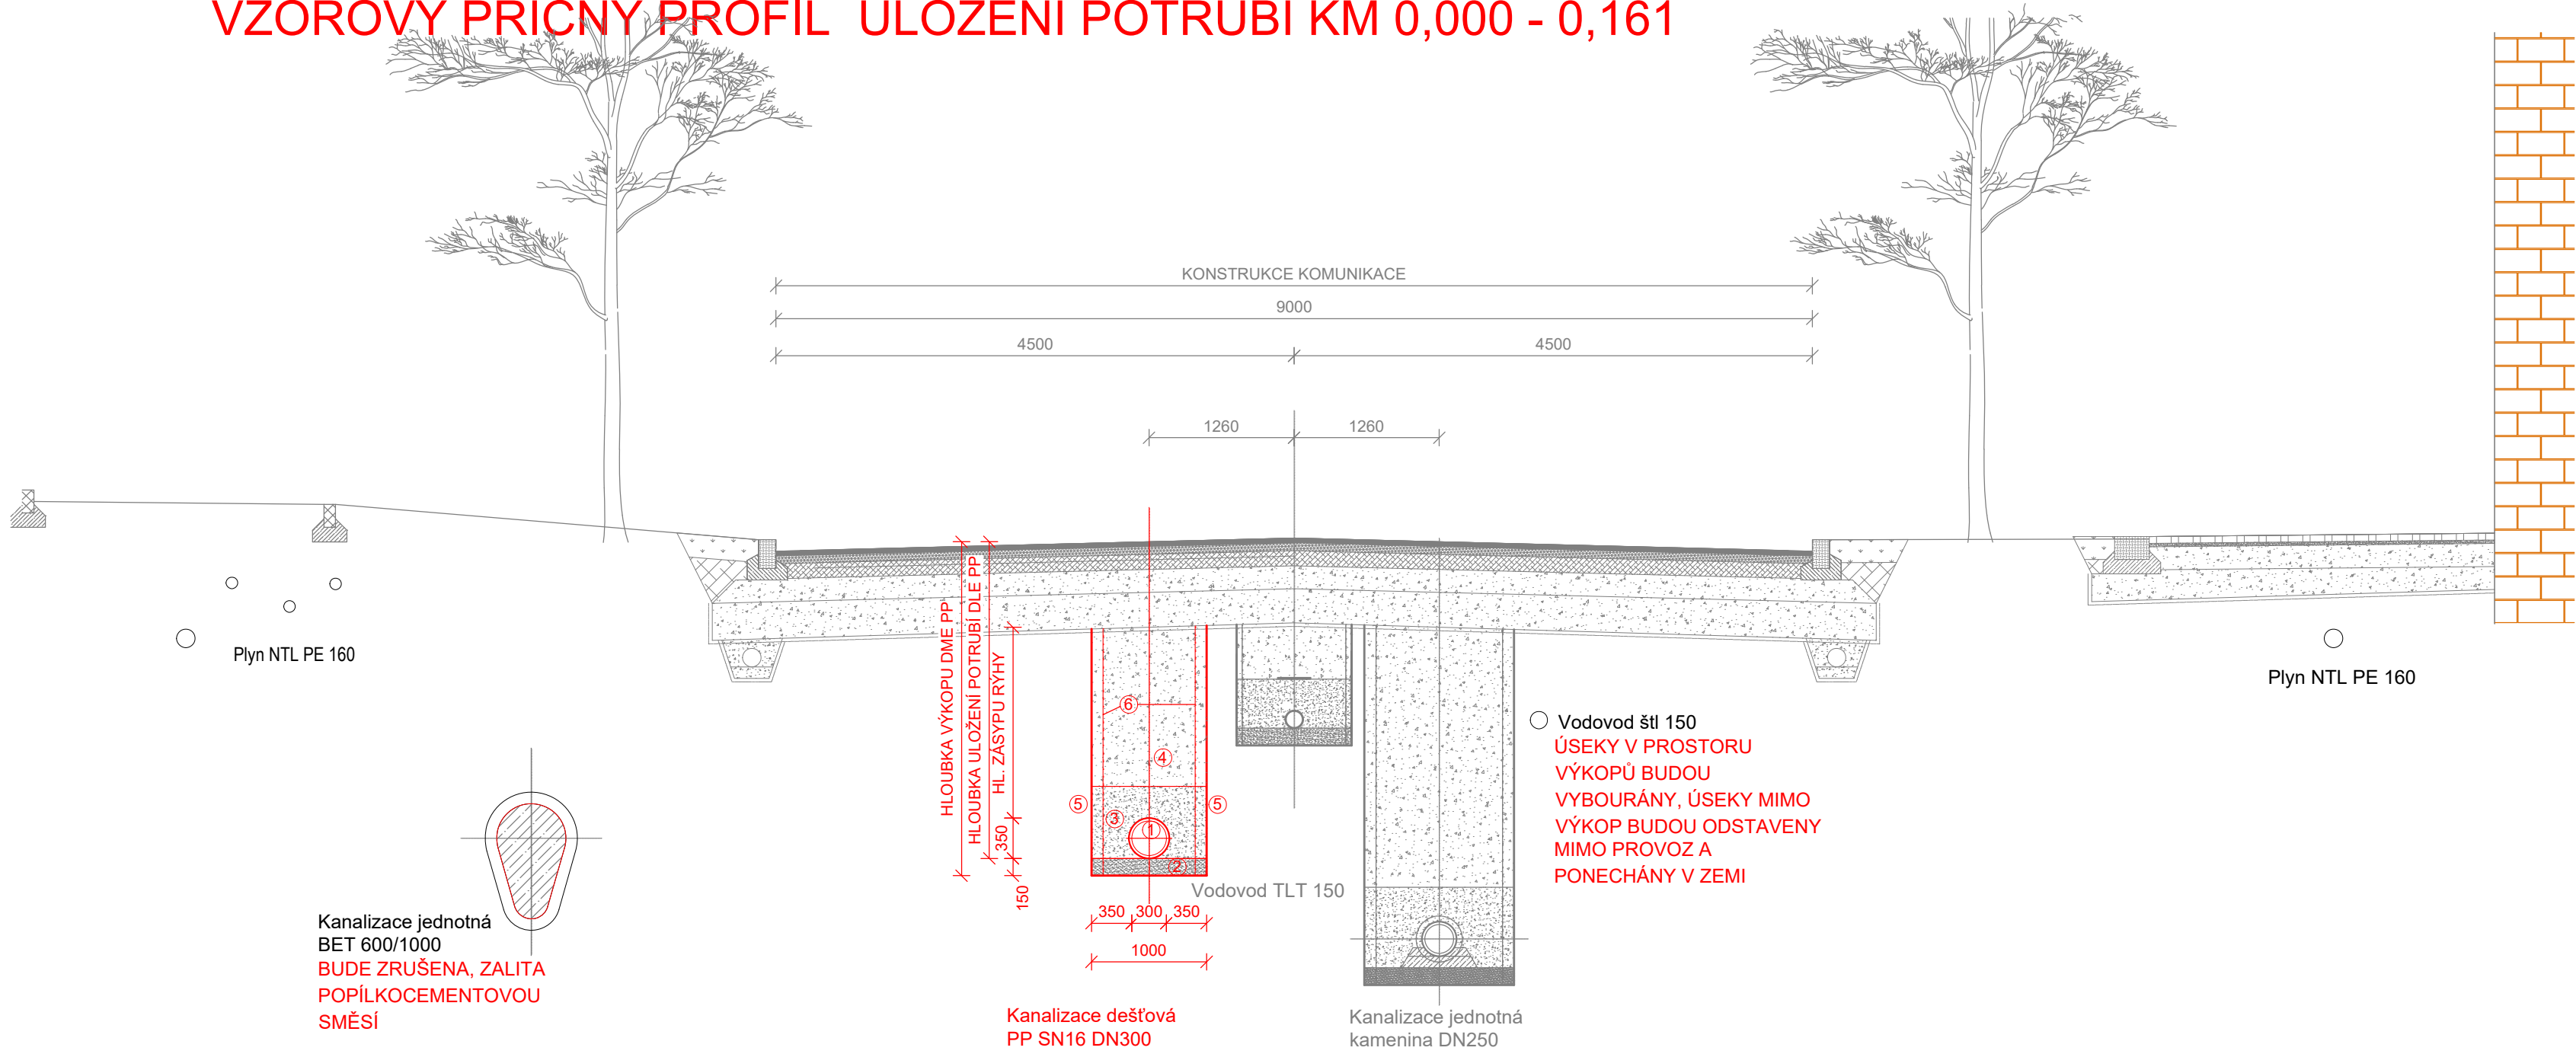 VZOROVÝ PŘÍČNÝ PROFIL ULOŽENÍ POTRUBÍ KM 0,000 - 0,161
KONSTRUKCE KOMUNIKACE
9000
4500
4500
1260
1260
HLOUBKA VÝKOPU DME PP
HLOUBKA ULOŽENÍ POTRUBÍ DLE PP
HL. ZÁSYPU RÝHY
350
150
6
4
5
5
3
1
2
350
300
350
1000
Plyn NTL PE 160
Plyn NTL PE 160
Vodovod štl 150
ÚSEKY V PROSTORU
VÝKOPŮ BUDOU
VYBOURÁNY, ÚSEKY MIMO
VÝKOP BUDOU ODSTAVENY
MIMO PROVOZ A
PONECHÁNY V ZEMI
Vodovod TLT 150
Kanalizace jednotná
BET 600/1000
BUDE ZRUŠENA, ZALITA
POPÍLKOCEMENTOVOU
SMĚSÍ
Kanalizace dešťová
PP SN16 DN300
Kanalizace jednotná
kamenina DN250